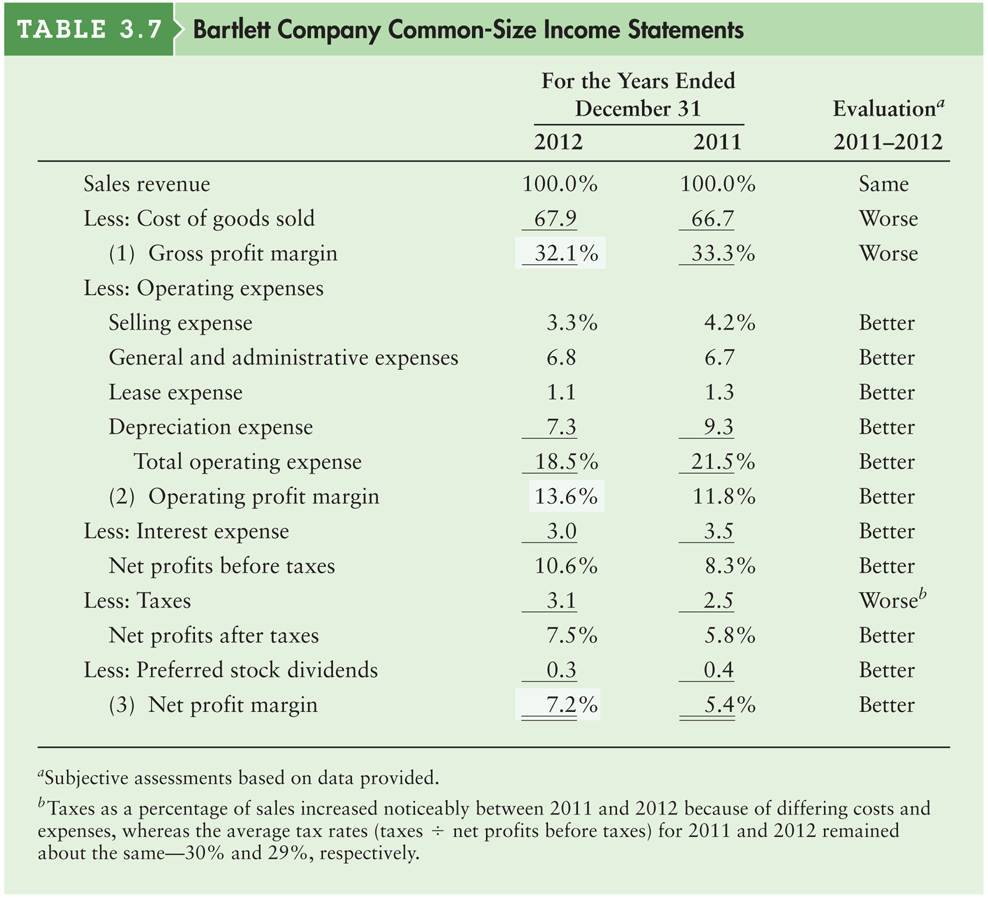 TABLE 3.7 Bartlett Company Common-Size Income Statements
For the Years Ended
December 31 Evaluationᵃ
2012 2011 2011–2012
Sales revenue 100.0% 100.0% Same
Less: Cost of goods sold 67.9 66.7 Worse
(1) Gross profit margin 32.1% 33.3% Worse
Less: Operating expenses
Selling expense 3.3% 4.2% Better
General and administrative expenses 6.8 6.7 Better
Lease expense 1.1 1.3 Better
Depreciation expense 7.3 9.3 Better
Total operating expense 18.5% 21.5% Better
(2) Operating profit margin 13.6% 11.8% Better
Less: Interest expense 3.0 3.5 Better
Net profits before taxes 10.6% 8.3% Better
Less: Taxes 3.1 2.5 Worseᵇ
Net profits after taxes 7.5% 5.8% Better
Less: Preferred stock dividends 0.3 0.4 Better
(3) Net profit margin 7.2% 5.4% Better
ᵃSubjective assessments based on data provided.
ᵇTaxes as a percentage of sales increased noticeably between 2011 and 2012 because of differing costs and
expenses, whereas the average tax rates (taxes ÷ net profits before taxes) for 2011 and 2012 remained
about the same—30% and 29%, respectively.